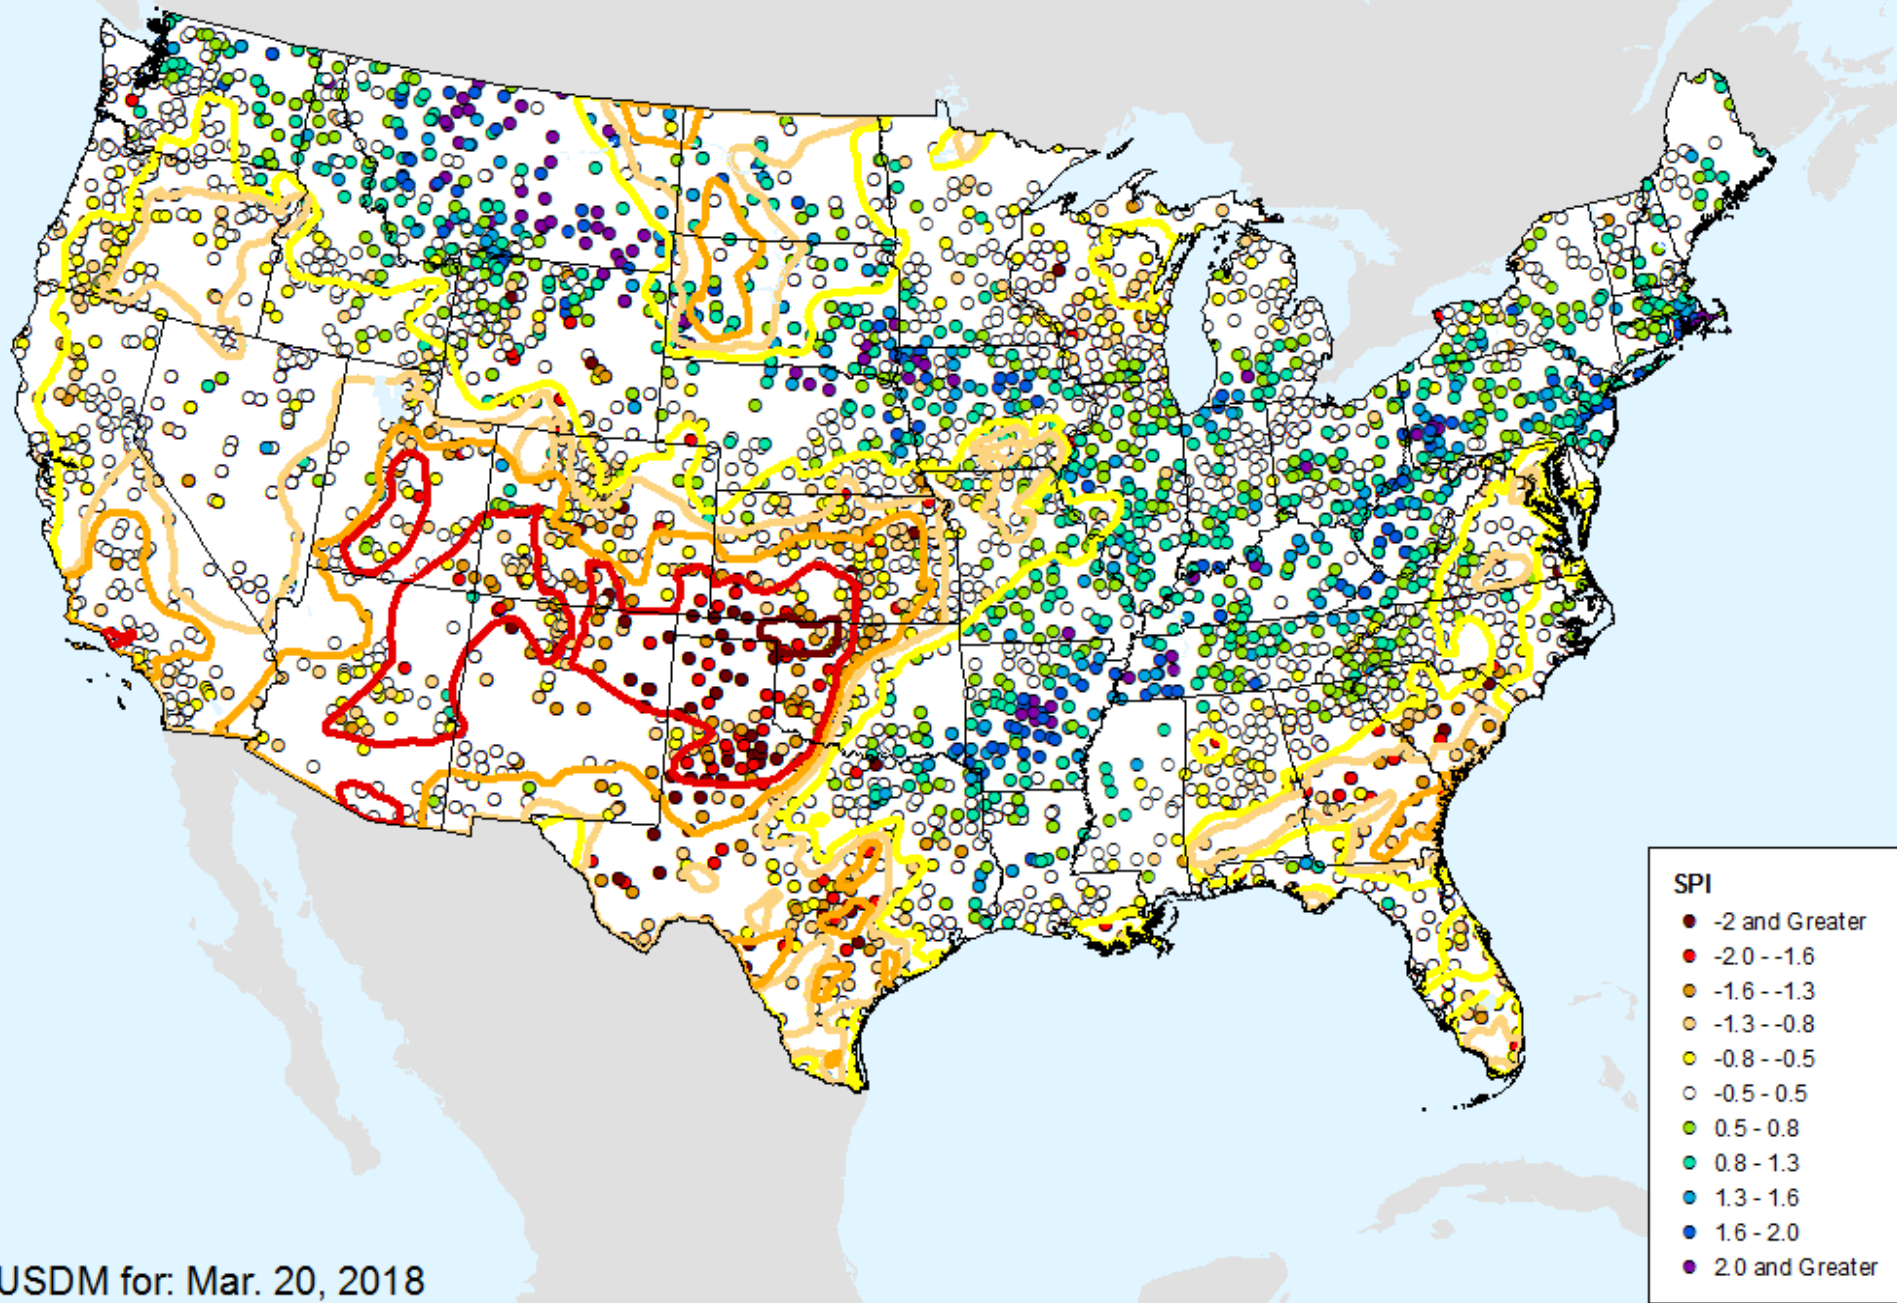 SPI
-2 and Greater
-2.0 - -1.6
-1.6 - -1.3
-1.3 - -0.8
-0.8 - -0.5
-0.5 - 0.5
0.5 - 0.8
0.8 - 1.3
1.3 - 1.6
1.6 - 2.0
2.0 and Greater
USDM for: Mar. 20, 2018